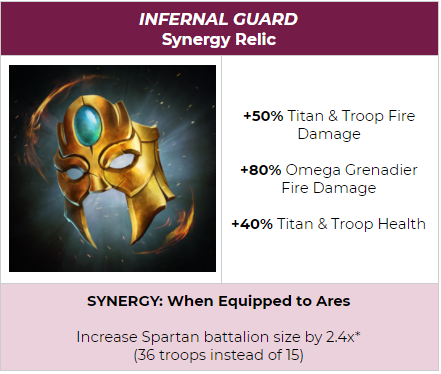 INFERNAL GUARD
Synergy Relic
+50% Titan & Troop Fire
Damage
+80% Omega Grenadier
Fire Damage
+40% Titan & Troop Health
SYNERGY: When Equipped to Ares
Increase Spartan battalion size by 2.4x*
(36 troops instead of 15)